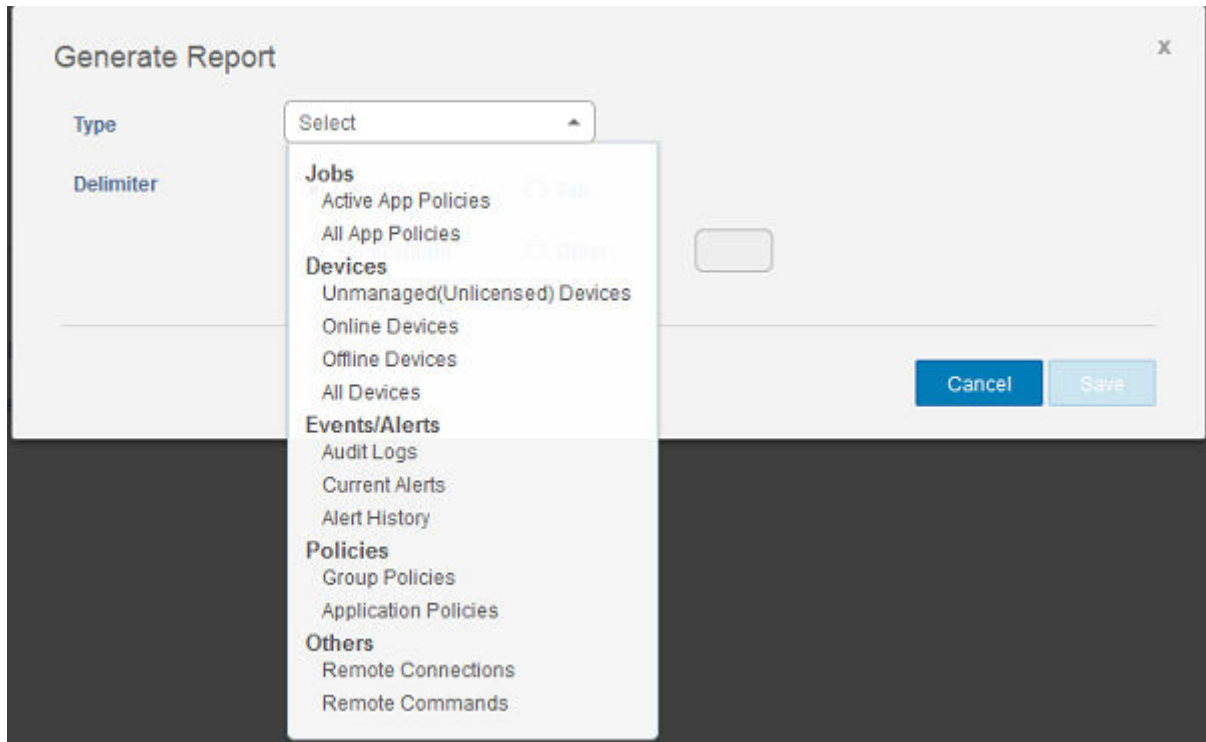 Generate Report
x
Type
Select
Delimiter
Jobs
Active App Policies
All App Policies
Devices
Unmanaged(Unlicensed) Devices
Online Devices
Offline Devices
All Devices
Events/Alerts
Audit Logs
Current Alerts
Alert History
Policies
Group Policies
Application Policies
Others
Remote Connections
Remote Commands
Cancel
Save